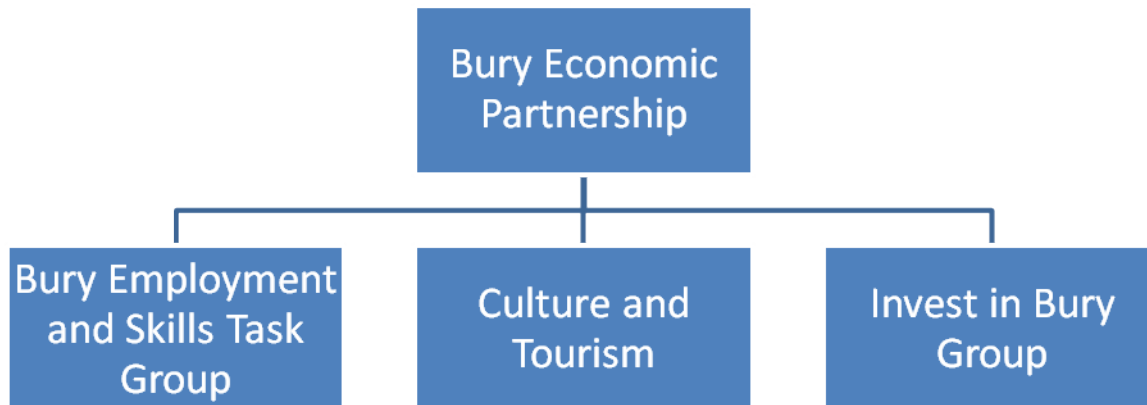 Bury Economic
Partnership
Bury Employment
and Skills Task
Group
Culture and
Tourism
Invest in Bury
Group